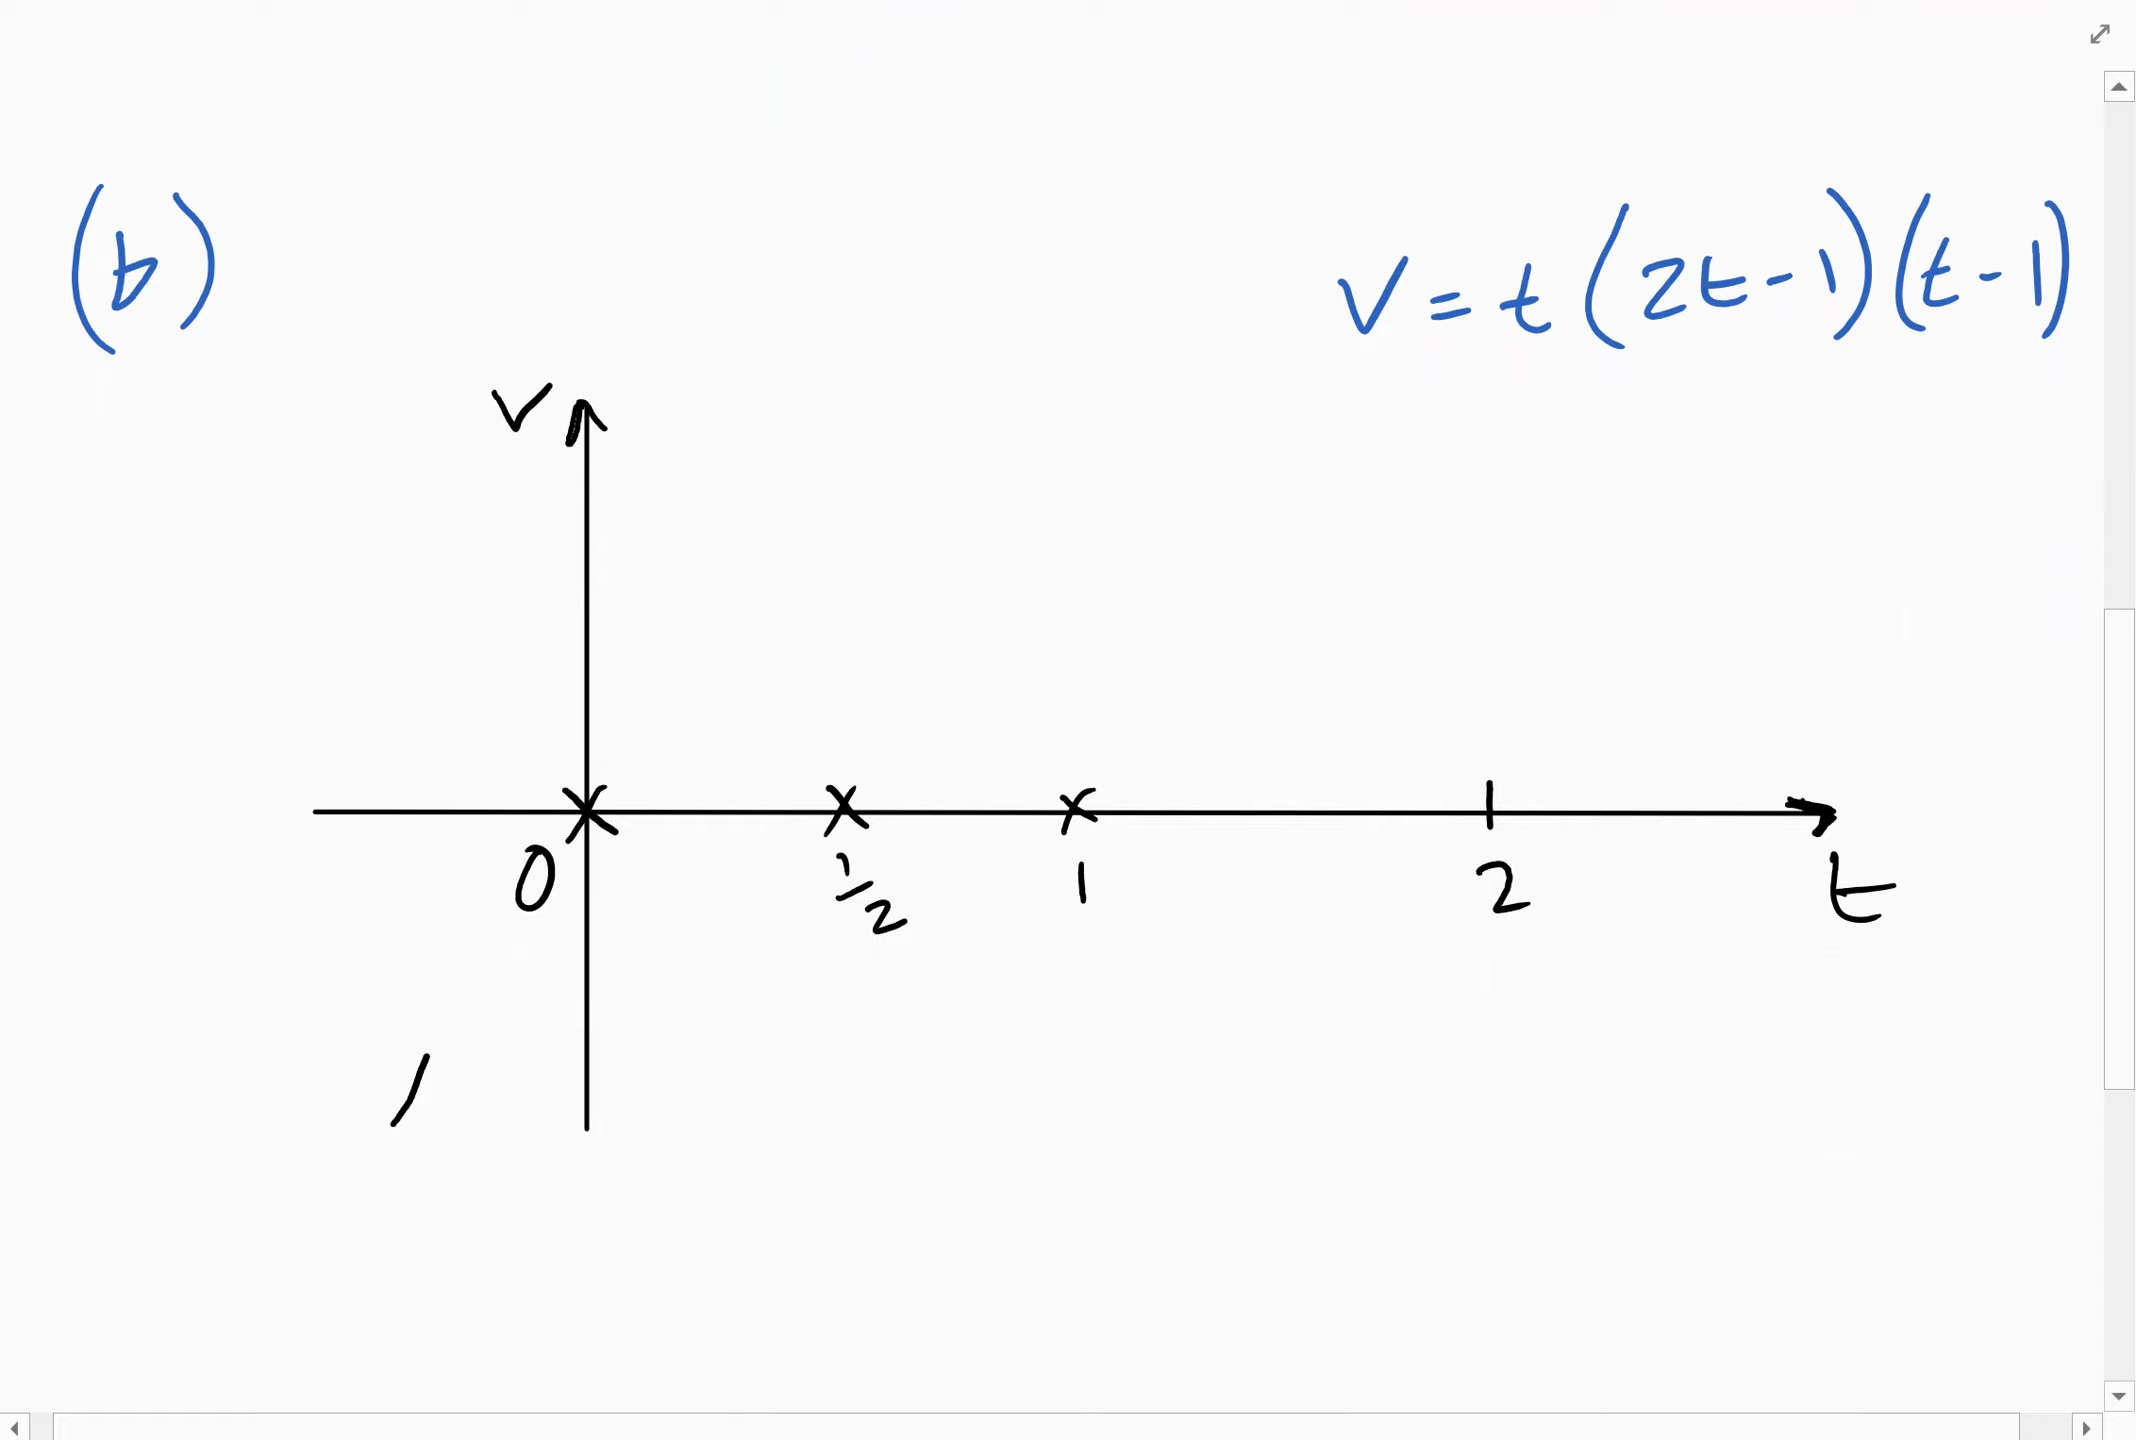 (b)
v = t(2t-1)(t-1)
v
0 1/2 1 2 t